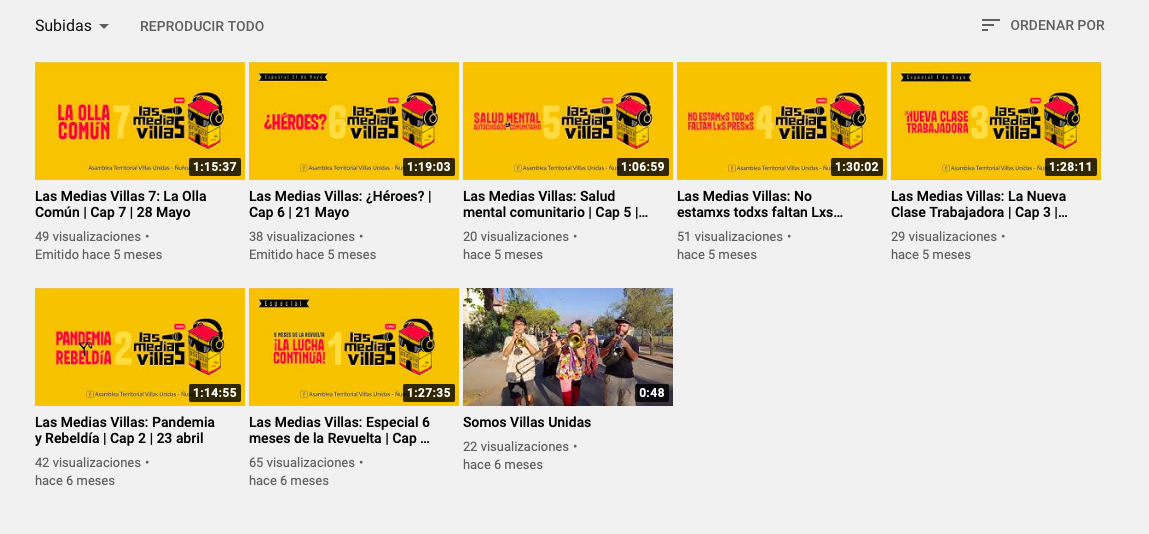 Subidas
REPRODUCIR TODO
ORDENAR POR
LA OLLA
COMÚN
7
las
media
villas
Asamblea Territorial Villas Unidas - Ñuñ
1:15:37
Especial 21 de Mayo
¿HÉROES?
6
las
medias
villas
Asamblea Territorial Villas Unidas - Ñu
1:19:03
SALUD MENTAL
AUTOCUIDADO COMUNITARIO
5
las
medias
villas
Asamblea Territorial Villas Unidas - Ñu
1:06:59
NO ESTAMXS TODXS
FALTAN LXS PRESXS
4
las
medias
villas
Asamblea Territorial Villas Unidas - Ñu
1:30:02
Especial 1 de Mayo
NUEVA CLASE
TRABAJADORA
3
las
medias
villas
Asamblea Territorial Villas Unidas - Ñu
1:28:11
Las Medias Villas 7: La Olla
Común | Cap 7 | 28 Mayo
49 visualizaciones •
Emitido hace 5 meses
Las Medias Villas: ¿Héroes? |
Cap 6 | 21 Mayo
38 visualizaciones •
Emitido hace 5 meses
Las Medias Villas: Salud
mental comunitario | Cap 5 |...
20 visualizaciones •
hace 5 meses
Las Medias Villas: No
estamxs todxs faltan Lxs...
51 visualizaciones •
hace 5 meses
Las Medias Villas: La Nueva
Clase Trabajadora | Cap 3 |...
29 visualizaciones •
hace 5 meses
PANDEMIA
Y
REBELDÍA
2
las
medias
villas
Asamblea Territorial Villas Unidas - Ñu
1:14:55
Especial
6 MESES DE LA REVUELTA
¡LA LUCHA
CONTINÚA!
1
las
medias
villas
Asamblea Territorial Villas Unidas - Ñu
1:27:35
0:48
Las Medias Villas: Pandemia
y Rebeldía | Cap 2 | 23 abril
42 visualizaciones •
hace 6 meses
Las Medias Villas: Especial 6
meses de la Revuelta | Cap ...
65 visualizaciones •
hace 6 meses
Somos Villas Unidas
22 visualizaciones •
hace 6 meses